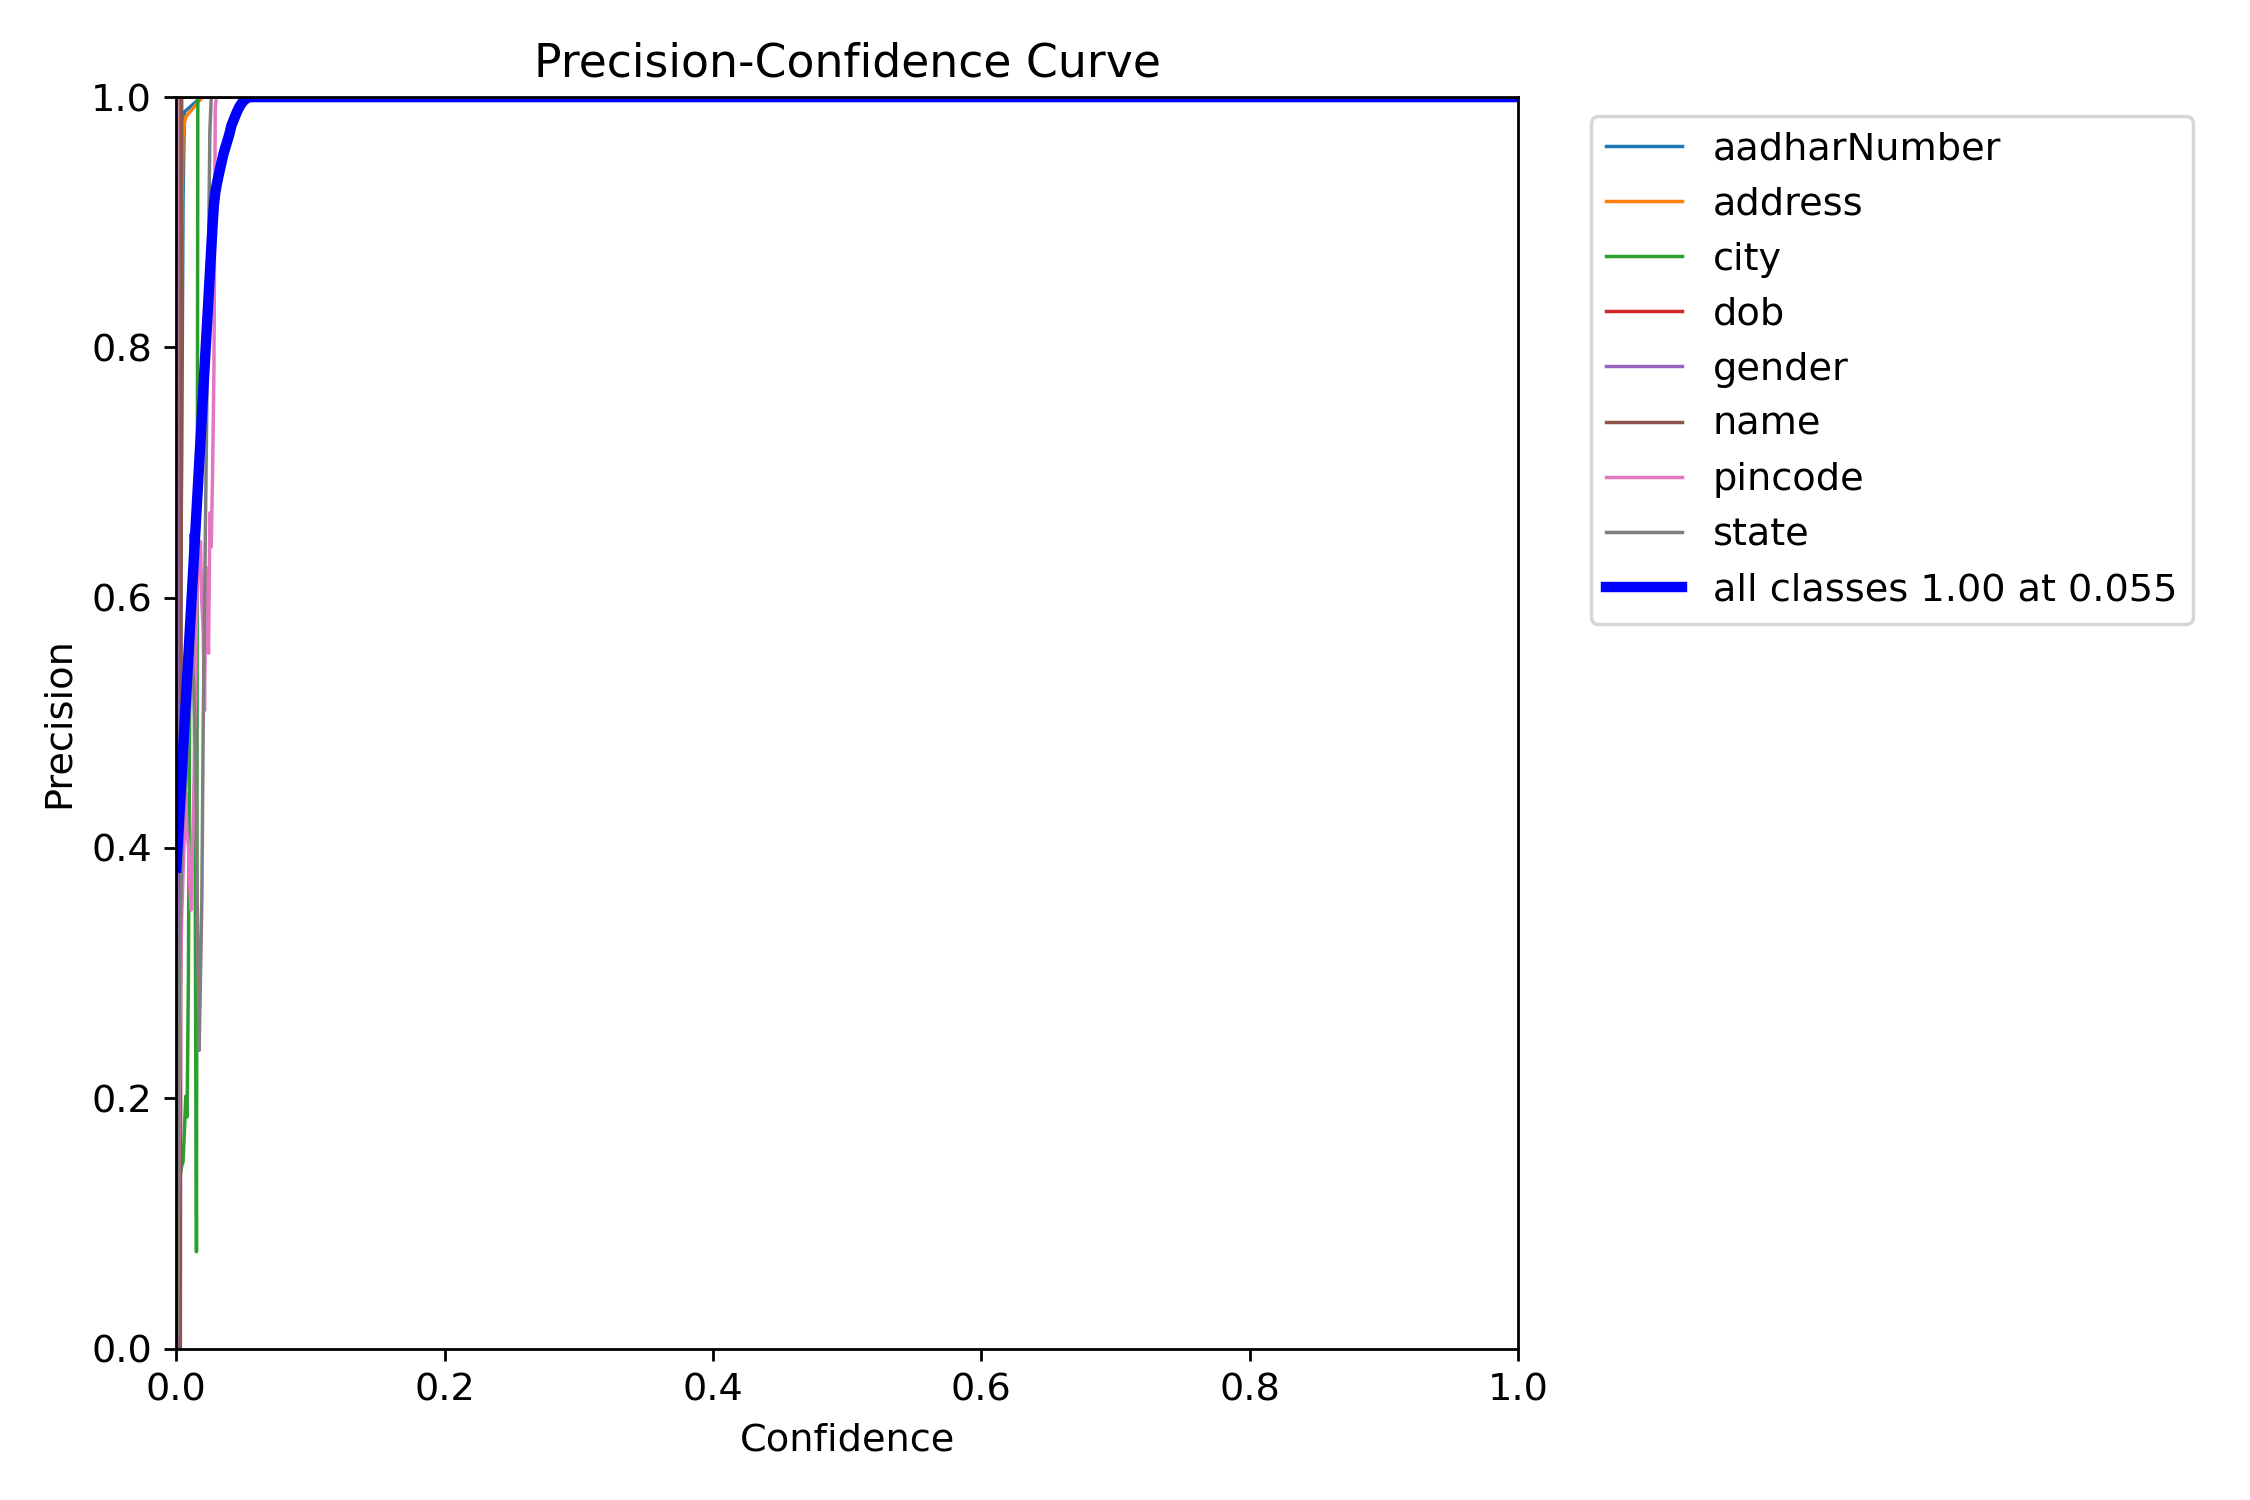 Precision-Confidence Curve
1.0
0.8
0.6
0.4
0.2
0.0
Precision
0.0 0.2 0.4 0.6 0.8 1.0
Confidence
aadharNumber
address
city
dob
gender
name
pincode
state
all classes 1.00 at 0.055